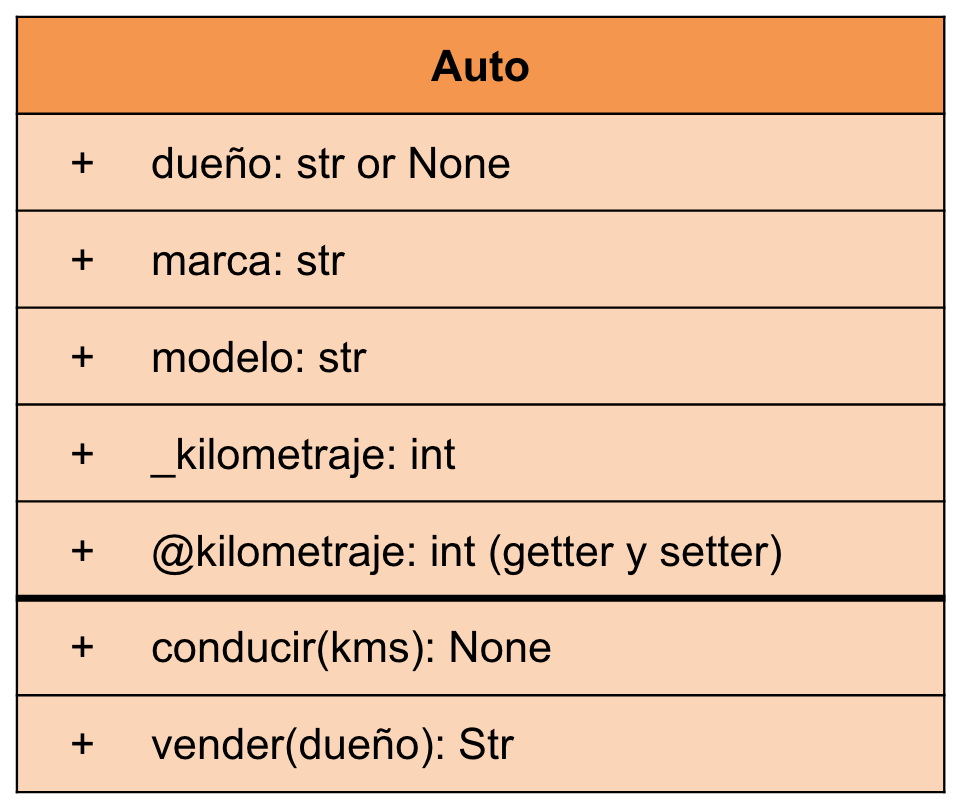 Auto
+ dueño: str or None
+ marca: str
+ modelo: str
+ _kilometraje: int
+ @kilometraje: int (getter y setter)
+ conducir(kms): None
+ vender(dueño): Str